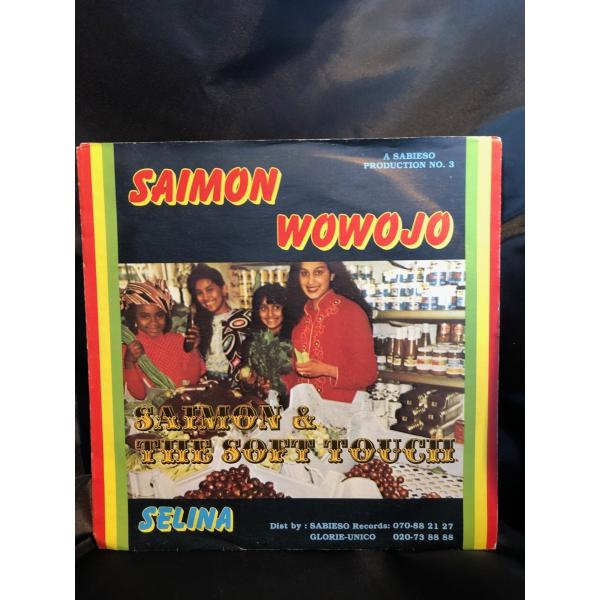 A SABIESO
PRODUCTION NO. 3
SAIMON
WOWOJO
SAIMON &
THE SOFT TOUCH
SELINA
Dist by : SABIESO Records: 070-88 21 27
GLORIE-UNICO 020-73 88 88